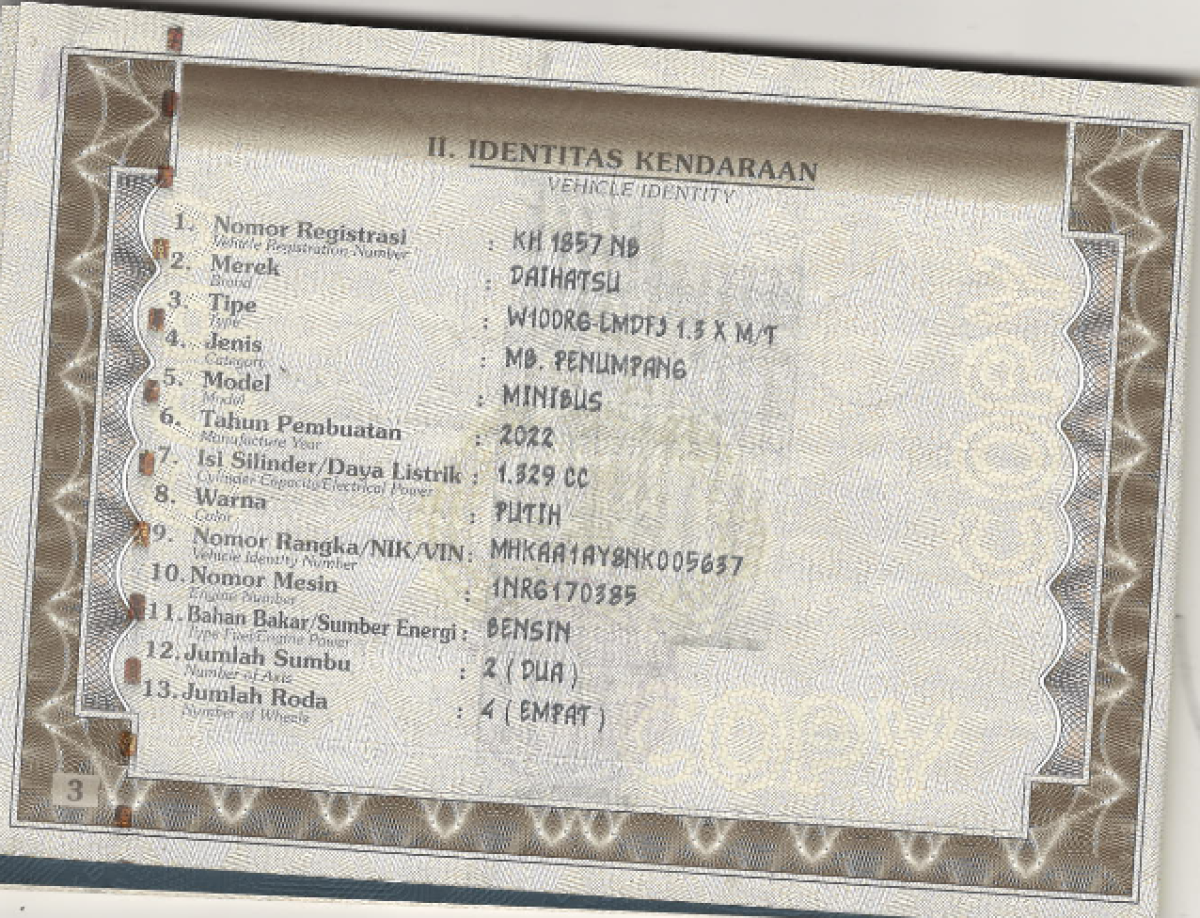 II. IDENTITAS KENDARAAN
VEHICLE IDENTITY
1. Nomor Registrasi : KH 1857 NB
Vehicle Registration Number
2. Merek : DAIHATSU
Brand
3. Tipe : W100RG-LMDFJ 1.3 X M/T
Type
4. Jenis : MB. PENUMPANG
Category
5. Model : MINIBUS
Model
6. Tahun Pembuatan : 2022
Manufacture Year
7. Isi Silinder/Daya Listrik : 1.329 CC
Cylinder Capacity/Electrical Power
8. Warna : PUTIH
Color
9. Nomor Rangka/NIK/VIN : MHKAA1AY8NK005637
Vehicle Identity Number
10. Nomor Mesin : 1NRG170385
Engine Number
11. Bahan Bakar/Sumber Energi : BENSIN
Type Fuel/Engine Power
12. Jumlah Sumbu : 2 ( DUA )
Number of Axis
13. Jumlah Roda : 4 ( EMPAT )
Number of Wheels
COPY
COPY
3